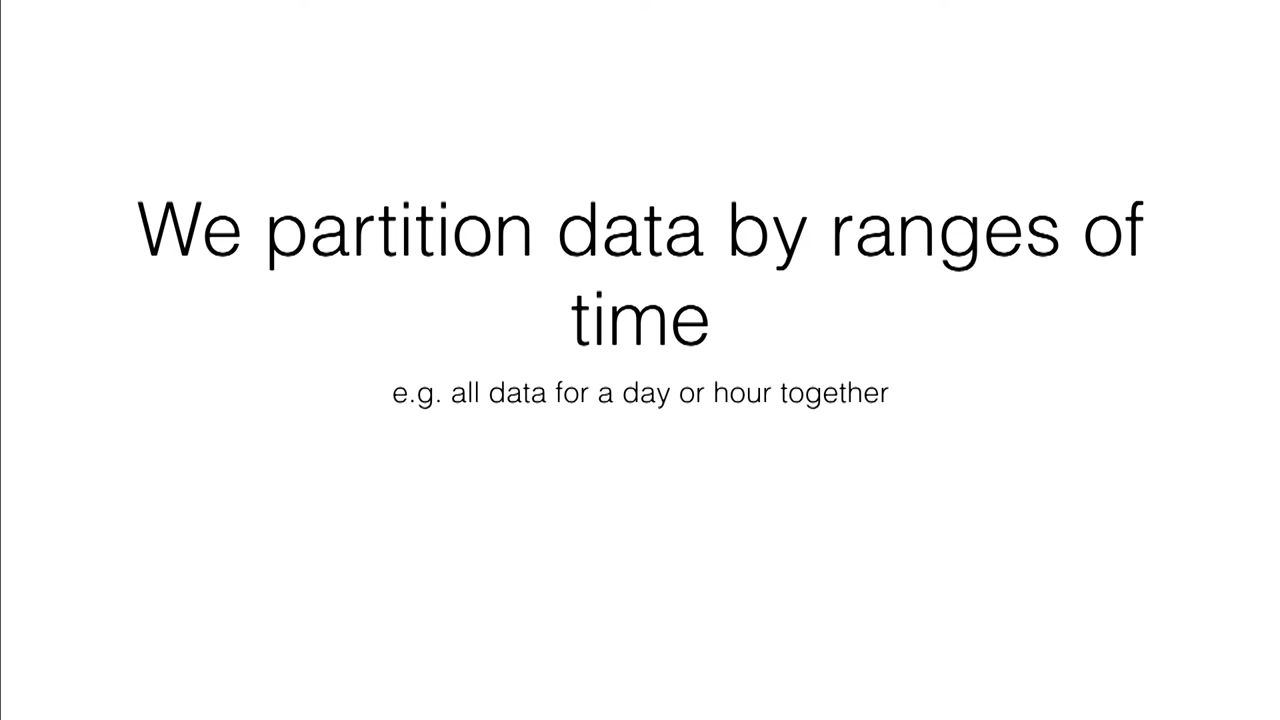 We partition data by ranges of
time
e.g. all data for a day or hour together